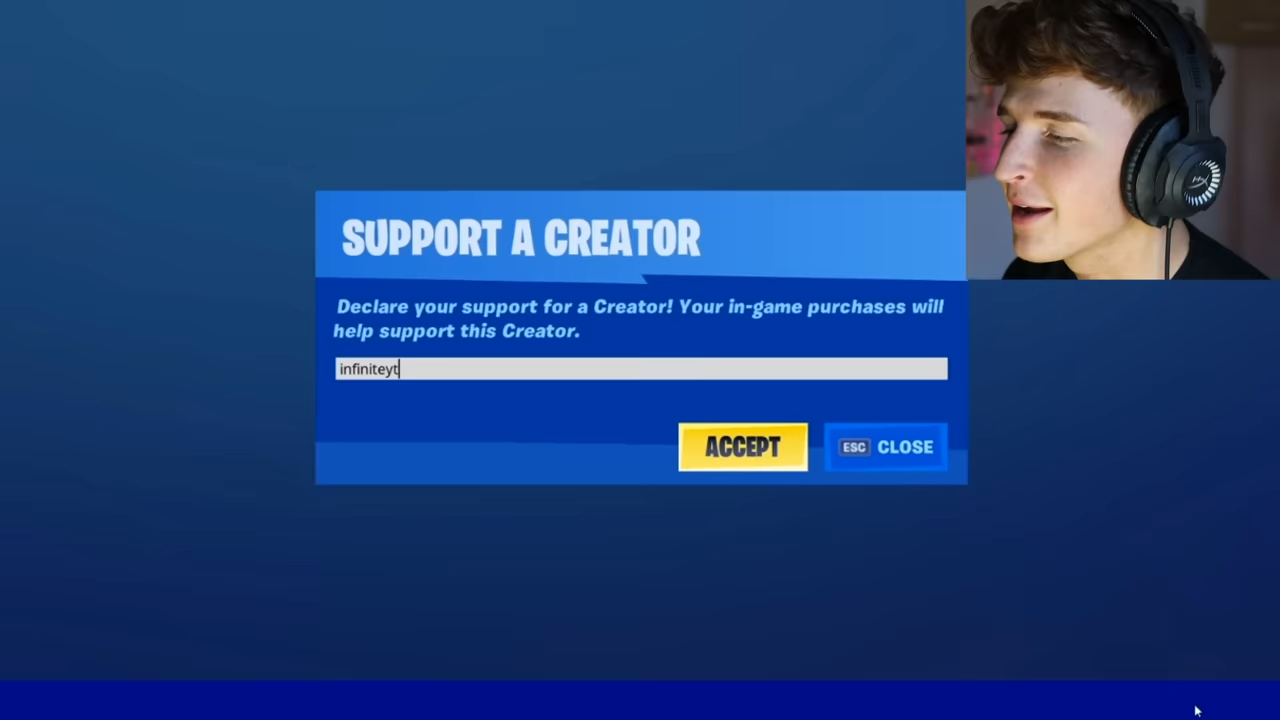 SUPPORT A CREATOR
Declare your support for a Creator! Your in-game purchases will
help support this Creator.
infiniteyt
ACCEPT
ESC CLOSE